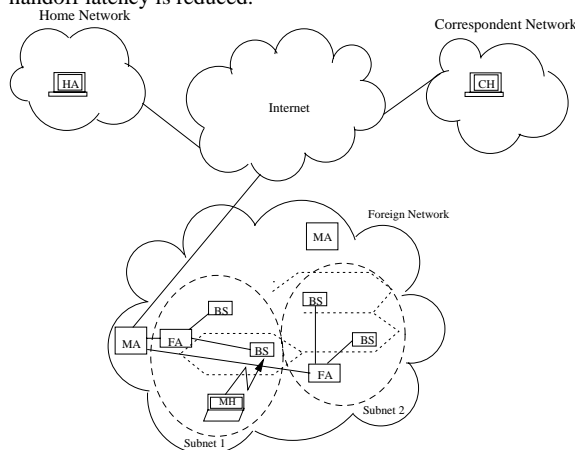 handoff latency is reduced.
Home Network
Correspondent Network
HA
CH
Internet
Foreign Network
MA
BS
BS
MA
FA
BS
BS
FA
MH
Subnet 2
Subnet 1